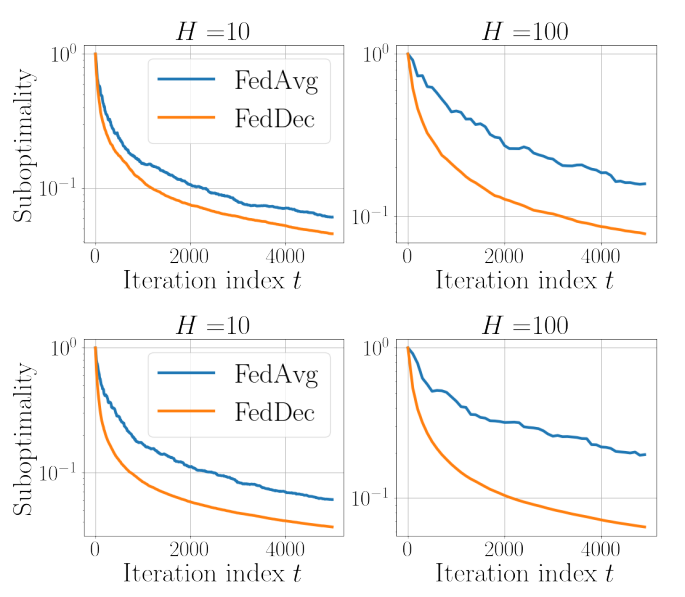 H =10
H =100
Suboptimality
10^0
10^{-1}
FedAvg
FedDec
0
2000
4000
Iteration index t
10^0
10^{-1}
0
2000
4000
Iteration index t
H =10
H =100
Suboptimality
10^0
10^{-1}
FedAvg
FedDec
0
2000
4000
Iteration index t
10^0
10^{-1}
0
2000
4000
Iteration index t